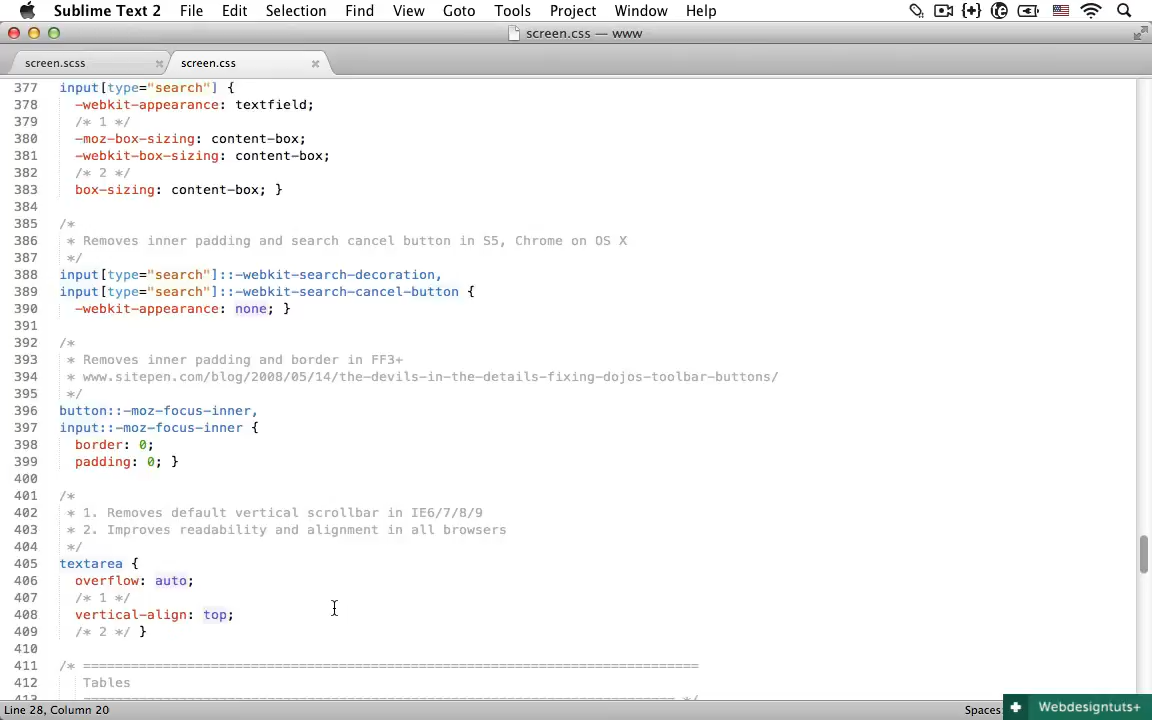 Sublime Text 2 File Edit Selection Find View Goto Tools Project Window Help
screen.css — www
screen.scss × screen.css ×
377 input[type="search"] {
378 -webkit-appearance: textfield;
379 /* 1 */
380 -moz-box-sizing: content-box;
381 -webkit-box-sizing: content-box;
382 /* 2 */
383 box-sizing: content-box; }
384
385 /*
386 * Removes inner padding and search cancel button in S5, Chrome on OS X
387 */
388 input[type="search"]::-webkit-search-decoration,
389 input[type="search"]::-webkit-search-cancel-button {
390 -webkit-appearance: none; }
391
392 /*
393 * Removes inner padding and border in FF3+
394 * www.sitepen.com/blog/2008/05/14/the-devils-in-the-details-fixing-dojos-toolbar-buttons/
395 */
396 button::-moz-focus-inner,
397 input::-moz-focus-inner {
398 border: 0;
399 padding: 0; }
400
401 /*
402 * 1. Removes default vertical scrollbar in IE6/7/8/9
403 * 2. Improves readability and alignment in all browsers
404 */
405 textarea {
406 overflow: auto;
407 /* 1 */
408 vertical-align: top;
409 /* 2 */ }
410
411 /* =============================================================================
412 Tables
413 ========================================================================== */
Line 28, Column 20 Spaces: Webdesigntuts+